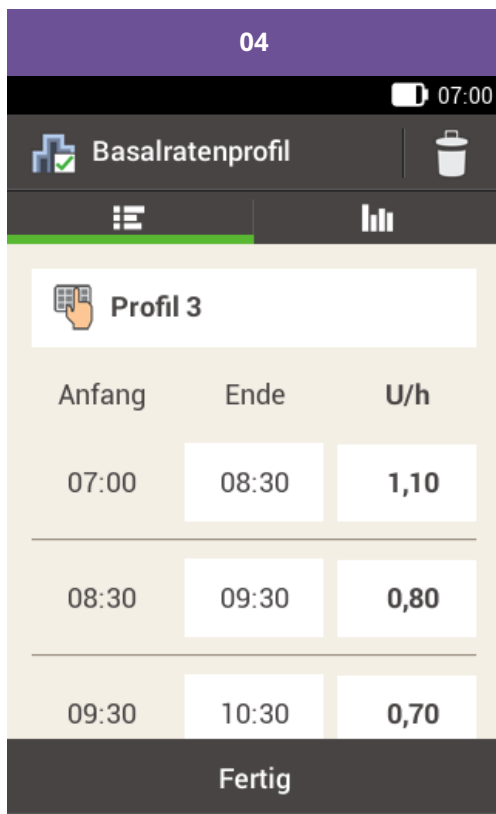 04
07:00
Basalratenprofil
Profil 3
Anfang Ende U/h
07:00 08:30 1,10
08:30 09:30 0,80
09:30 10:30 0,70
Fertig